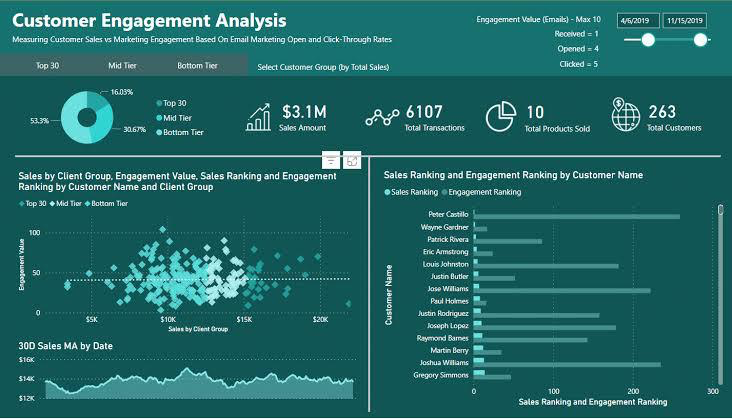 Customer Engagement Analysis
Measuring Customer Sales vs Marketing Engagement Based On Email Marketing Open and Click-Through Rates
Engagement Value (Emails) - Max 10
Received = 1
Opened = 4
Clicked = 5
4/6/2019
11/15/2019
Top 30
Mid Tier
Bottom Tier
Select Customer Group (by Total Sales)
16.03%
53.3%
30.67%
Top 30
Mid Tier
Bottom Tier
$3.1M
Sales Amount
6107
Total Transactions
10
Total Products Sold
263
Total Customers
Sales by Client Group, Engagement Value, Sales Ranking and Engagement
Ranking by Customer Name and Client Group
Top 30 Mid Tier Bottom Tier
Engagement Value
100
50
0
$5K
$10K
$15K
$20K
Sales by Client Group
30D Sales MA by Date
$16K
$14K
$12K
Sales Ranking and Engagement Ranking by Customer Name
Sales Ranking Engagement Ranking
Customer Name
Peter Castillo
Wayne Gardner
Patrick Rivera
Eric Armstrong
Louis Johnston
Justin Butler
Jose Williams
Paul Holmes
Justin Rodriguez
Joseph Lopez
Raymond Barnes
Martin Berry
Joshua Williams
Gregory Simmons
0
100
200
300
Sales Ranking and Engagement Ranking